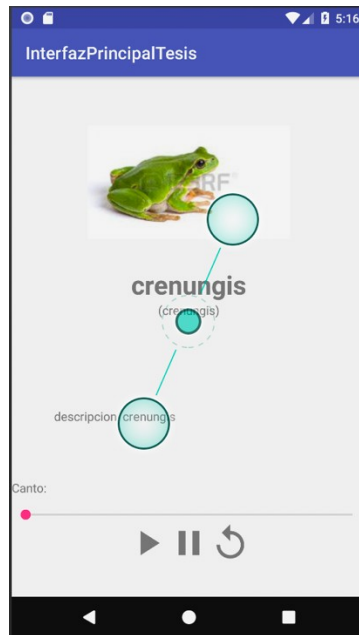 5:16
InterfazPrincipalTesis
crenungis
(crenungis)
descripcion crenungis
Canto: